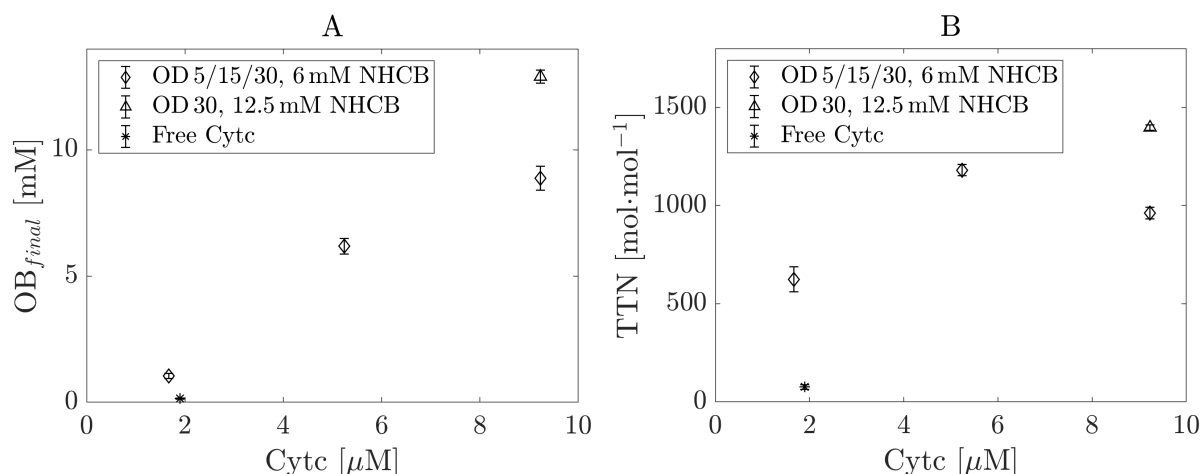 A
OD 5/15/30, 6 mM NHCB
OD 30, 12.5 mM NHCB
Free Cytc
OB_final [mM]
10
5
0
0 2 4 6 8 10
Cytc [μM]
B
OD 5/15/30, 6 mM NHCB
OD 30, 12.5 mM NHCB
Free Cytc
TTN [mol·mol⁻¹]
1500
1000
500
0
0 2 4 6 8 10
Cytc [μM]